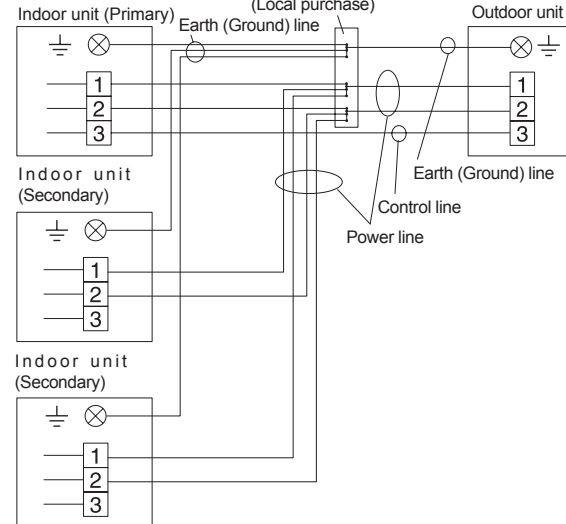 (Local purchase)
Indoor unit (Primary)
Earth (Ground) line
Outdoor unit
1
2
3
1
2
3
Earth (Ground) line
Control line
Power line
Indoor unit
(Secondary)
1
2
3
Indoor unit
(Secondary)
1
2
3